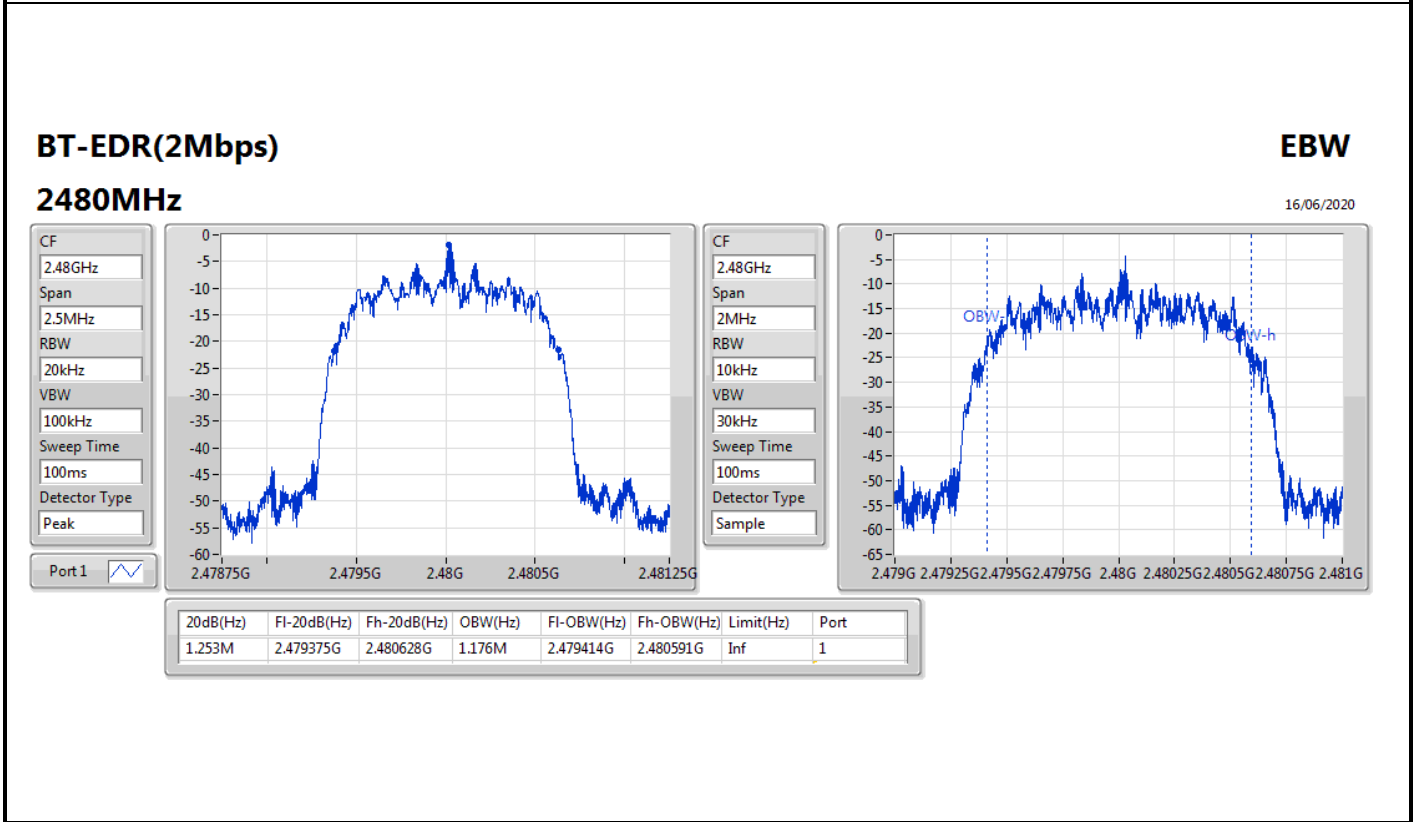 BT-EDR(2Mbps)
EBW
2480MHz
16/06/2020
CF
2.48GHz
Span
2.5MHz
RBW
20kHz
VBW
100kHz
Sweep Time
100ms
Detector Type
Peak
Port 1
0
-5
-10
-15
-20
-25
-30
-35
-40
-45
-50
-55
-60
2.47875G 2.4795G 2.48G 2.4805G 2.48125G
CF
2.48GHz
Span
2MHz
RBW
10kHz
VBW
30kHz
Sweep Time
100ms
Detector Type
Sample
0
-5
-10
-15
-20
-25
-30
-35
-40
-45
-50
-55
-60
-65
OBW-
OBW-h
2.479G 2.47925G 2.4795G 2.47975G 2.48G 2.48025G 2.4805G 2.48075G 2.481G
20dB(Hz) Fl-20dB(Hz) Fh-20dB(Hz) OBW(Hz) Fl-OBW(Hz) Fh-OBW(Hz) Limit(Hz) Port
1.253M 2.479375G 2.480628G 1.176M 2.479414G 2.480591G Inf 1